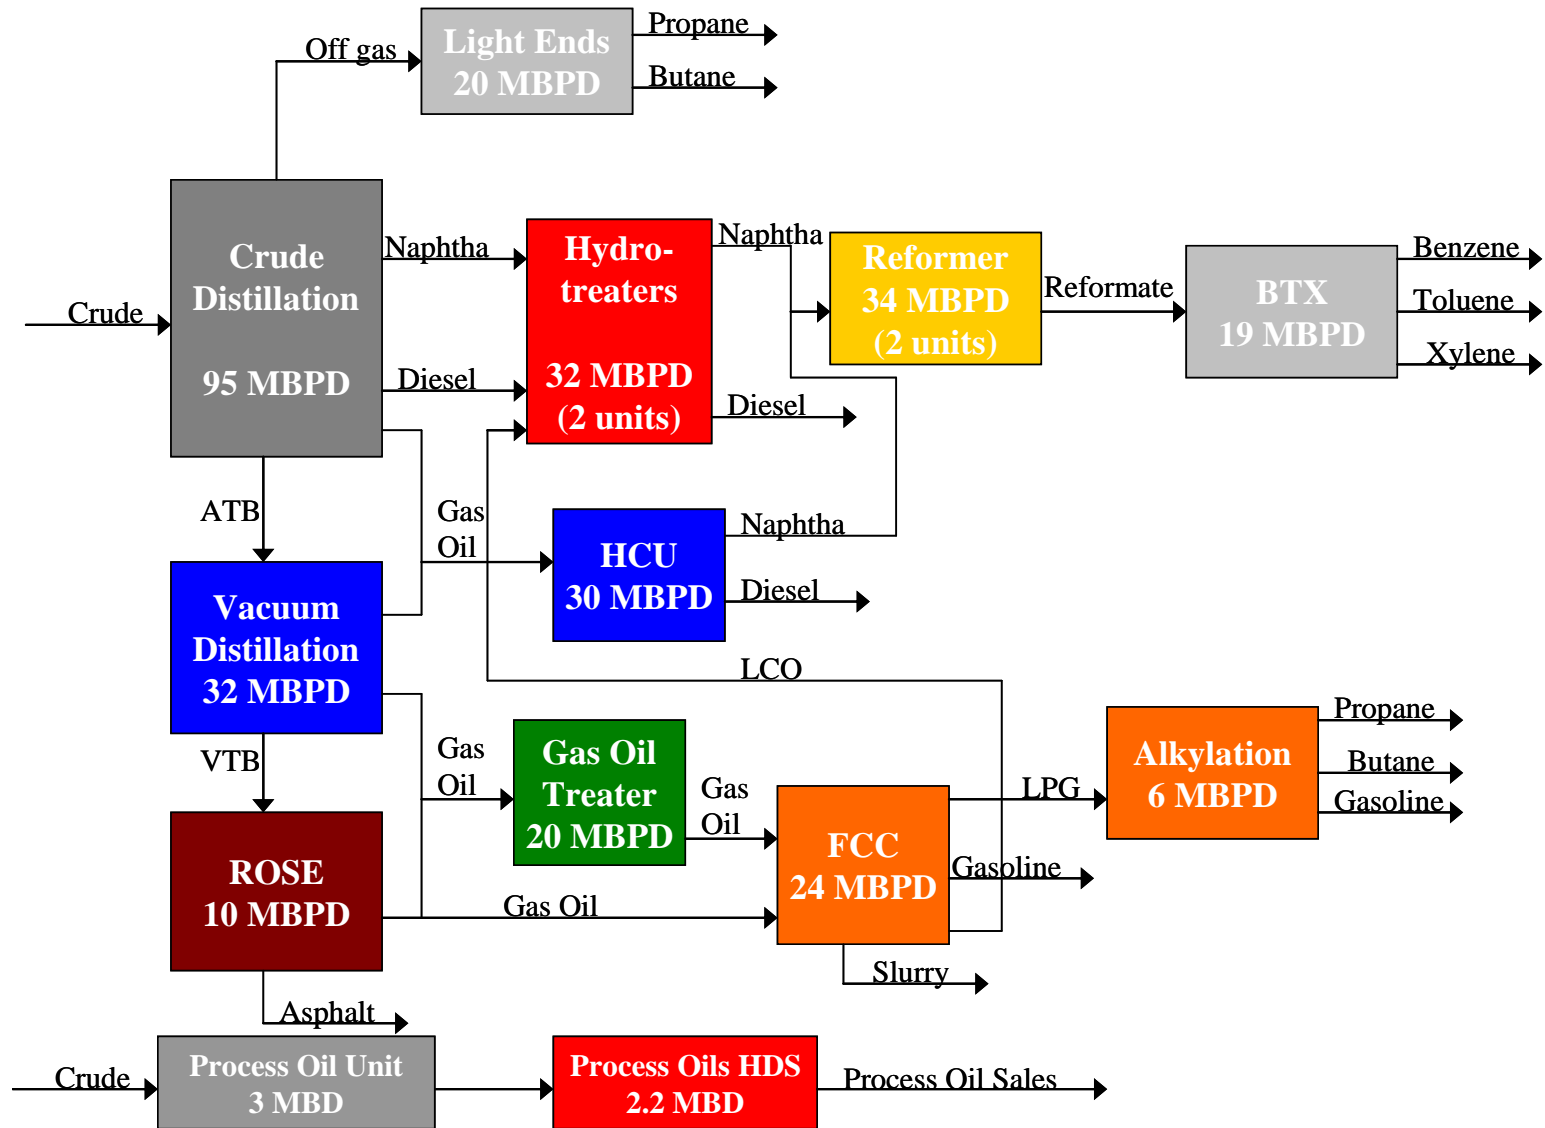 Off gas
Light Ends
20 MBPD
Propane
Butane
Crude
Crude
Distillation
95 MBPD
Naphtha
Diesel
Hydro-
treaters
32 MBPD
(2 units)
Naphtha
Diesel
Reformer
34 MBPD
(2 units)
Reformate
BTX
19 MBPD
Benzene
Toluene
Xylene
ATB
Gas
Oil
HCU
30 MBPD
Naphtha
Diesel
Vacuum
Distillation
32 MBPD
LCO
VTB
Gas
Oil
Gas Oil
Treater
20 MBPD
Gas
Oil
FCC
24 MBPD
LPG
Gasoline
Slurry
Alkylation
6 MBPD
Propane
Butane
Gasoline
ROSE
10 MBPD
Gas Oil
Asphalt
Crude
Process Oil Unit
3 MBD
Process Oils HDS
2.2 MBD
Process Oil Sales